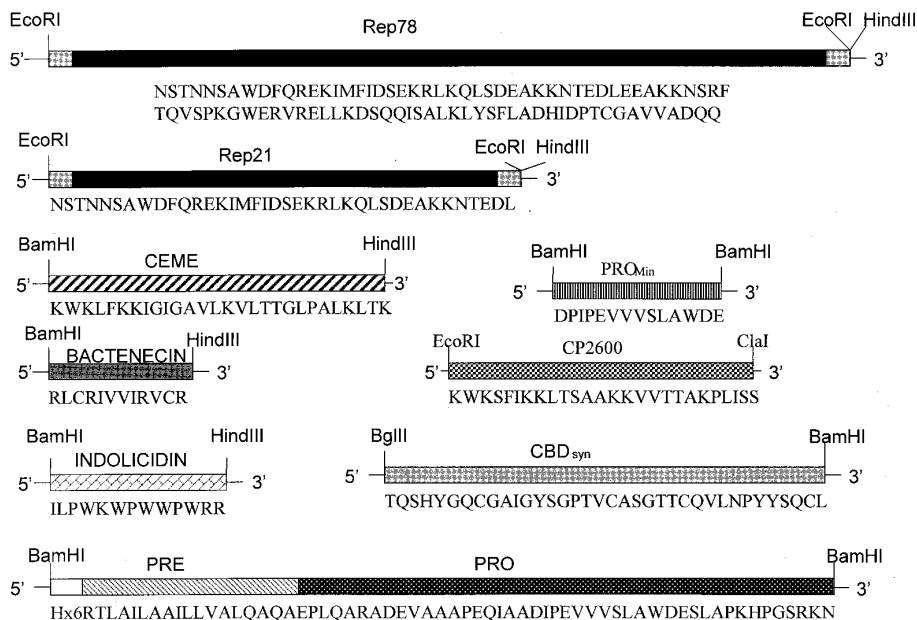 EcoRI Rep78 EcoRI HindIII
5' 3'
NSTNNSAWDFQREKIMFIDSEKRLKQLSDEAKKNTEDLEEAKKNSRF
TQVSPKGWERVRELLKDSQQISALKLYSFLADHIDPTCGAVVADQQ
EcoRI Rep21 EcoRI HindIII
5' 3'
NSTNNSAWDFQREKIMFIDSEKRLKQLSDEAKKNTEDL
BamHI CEME HindIII
5' 3'
KWKLFKKIGIGAVLKVLTTGLPALKLTK
BamHI PROMin BamHI
5' 3'
DPIPEVVVSLAWDE
BamHI BACTENECIN HindIII
5' 3'
RLCRIVVIRVCR
EcoRI CP2600 ClaI
5' 3'
KWKSFIKKLTSAAKKVVTTAKPLISS
BamHI INDOLICIDIN HindIII
5' 3'
ILPWKWPWWPWRR
BglII CBDsyn BamHI
5' 3'
TQSHYGQCGAIGYSGPTVCASGTTCQVLNPYYSQCL
BamHI PRE PRO BamHI
5' 3'
Hx6RTLAILAAILLVALQAQAEPLQARADEVAAAPEQIAADIPEVVVSLAWDESLAPKHPGSRKN